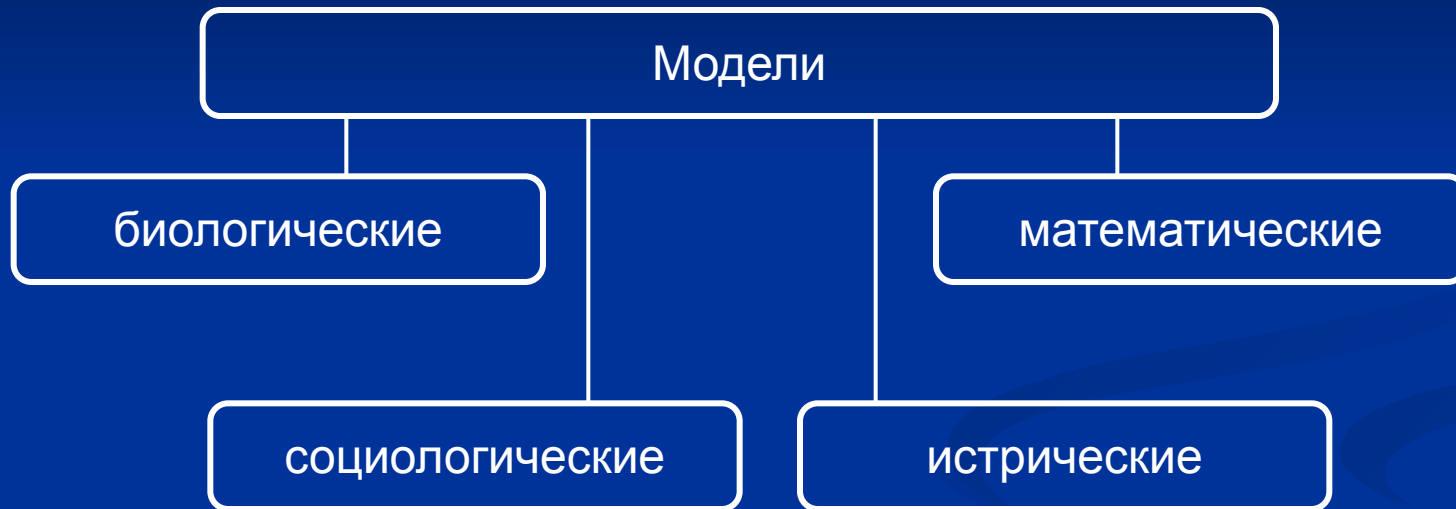 Модели
биологические
математические
социологические
истрические